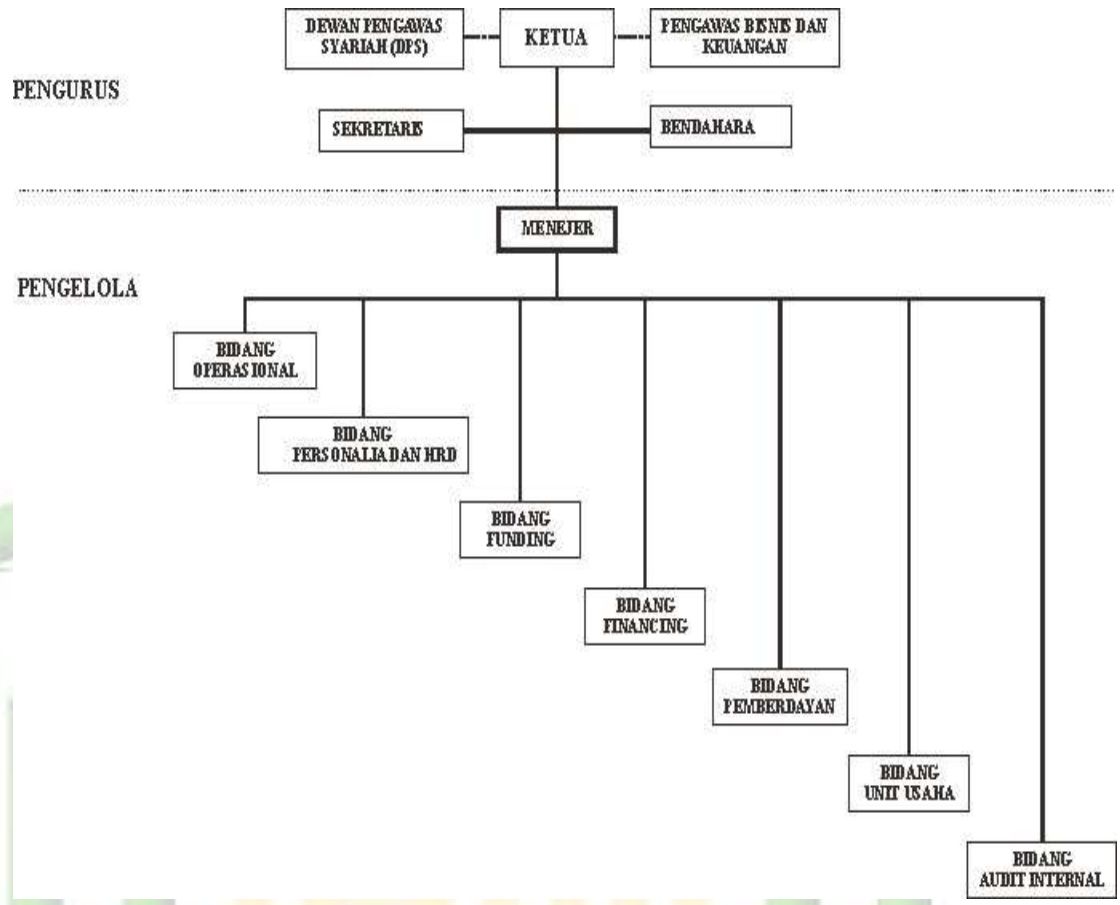 DEWAN PENGAWAS
SYARIAH (DPS)
KETUA
PENGAWAS BISNIS DAN
KEUANGAN
PENGURUS
SEKRETARIS
BENDAHARA
MENEJER
PENGELOLA
BIDANG
OPERASIONAL
BIDANG
PERSONALIA DAN HRD
BIDANG
FUNDING
BIDANG
FINANCING
BIDANG
PEMBERDAYAN
BIDANG
UNIT USAHA
BIDANG
AUDIT INTERNAL